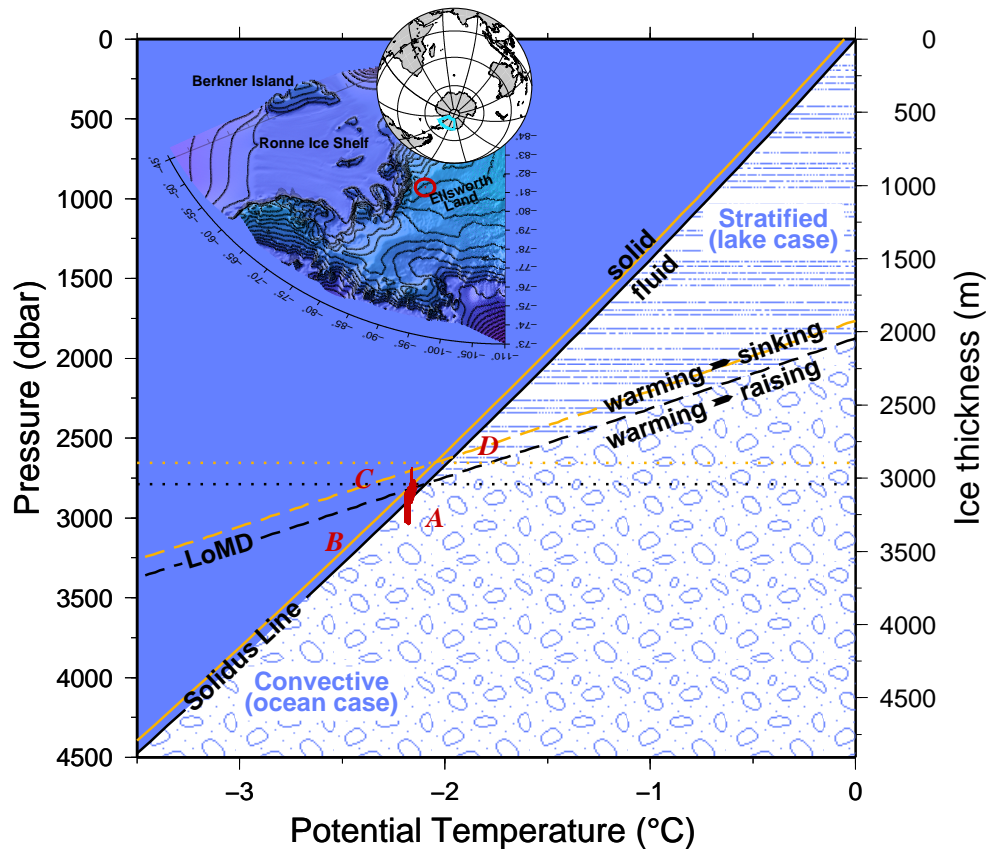 0
500
1000
1500
2000
2500
3000
3500
4000
4500
Pressure (dbar)
0
500
1000
1500
2000
2500
3000
3500
4000
4500
Ice thickness (m)
−3
−2
−1
0
Potential Temperature (°C)
Berkner Island
Ronne Ice Shelf
Ellsworth
Land
−45°
−50°
−55°
−60°
−65°
−70°
−75°
−80°
−85°
−90°
−95°
−100°
−105°
−110°
−84°
−83°
−82°
−81°
−80°
−79°
−78°
−77°
−76°
−75°
−74°
−73°
Stratified
(lake case)
solid
fluid
warming sinking
warming raising
D
C
A
B
LoMD
Solidus Line
Convective
(ocean case)